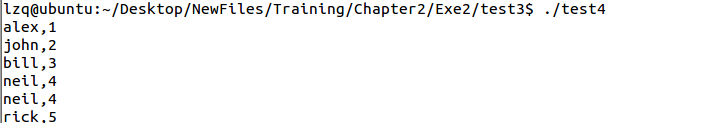 lzq@ubuntu:~/Desktop/NewFiles/Training/Chapter2/Exe2/test3$ ./test4
alex,1
john,2
bill,3
neil,4
neil,4
rick,5